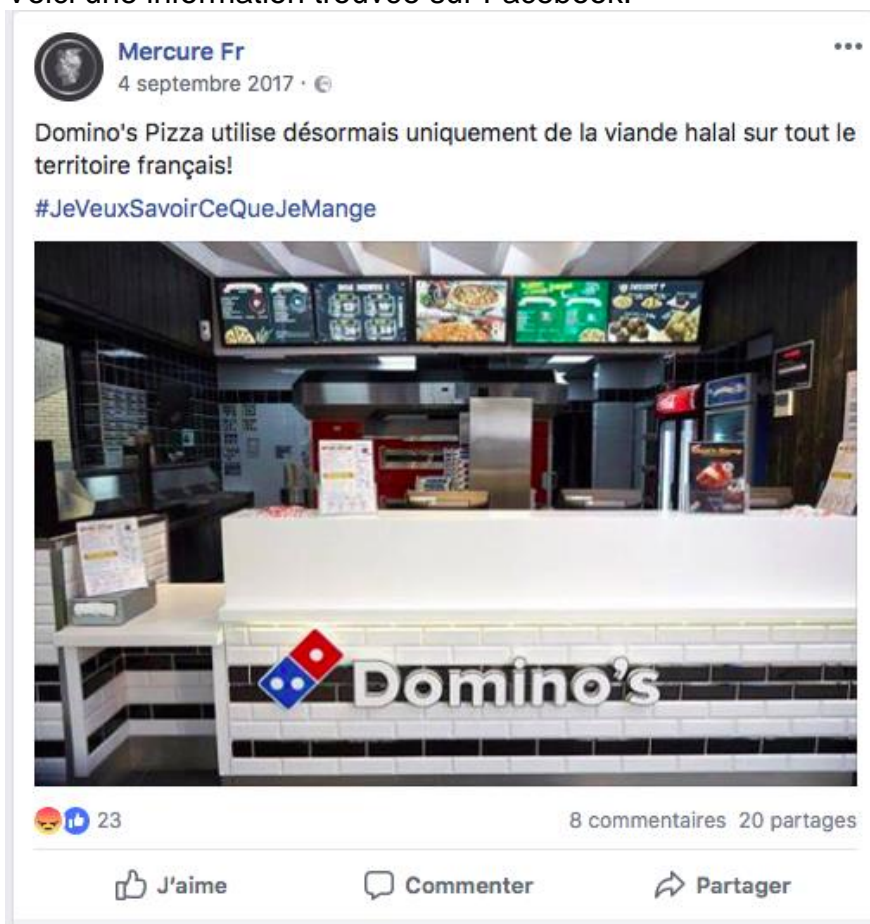 Voici une information trouvée sur Facebook.
Mercure Fr
4 septembre 2017 ·
Domino's Pizza utilise désormais uniquement de la viande halal sur tout le
territoire français!
#JeVeuxSavoirCeQueJeMange
Domino's
23
8 commentaires 20 partages
J'aime
Commenter
Partager